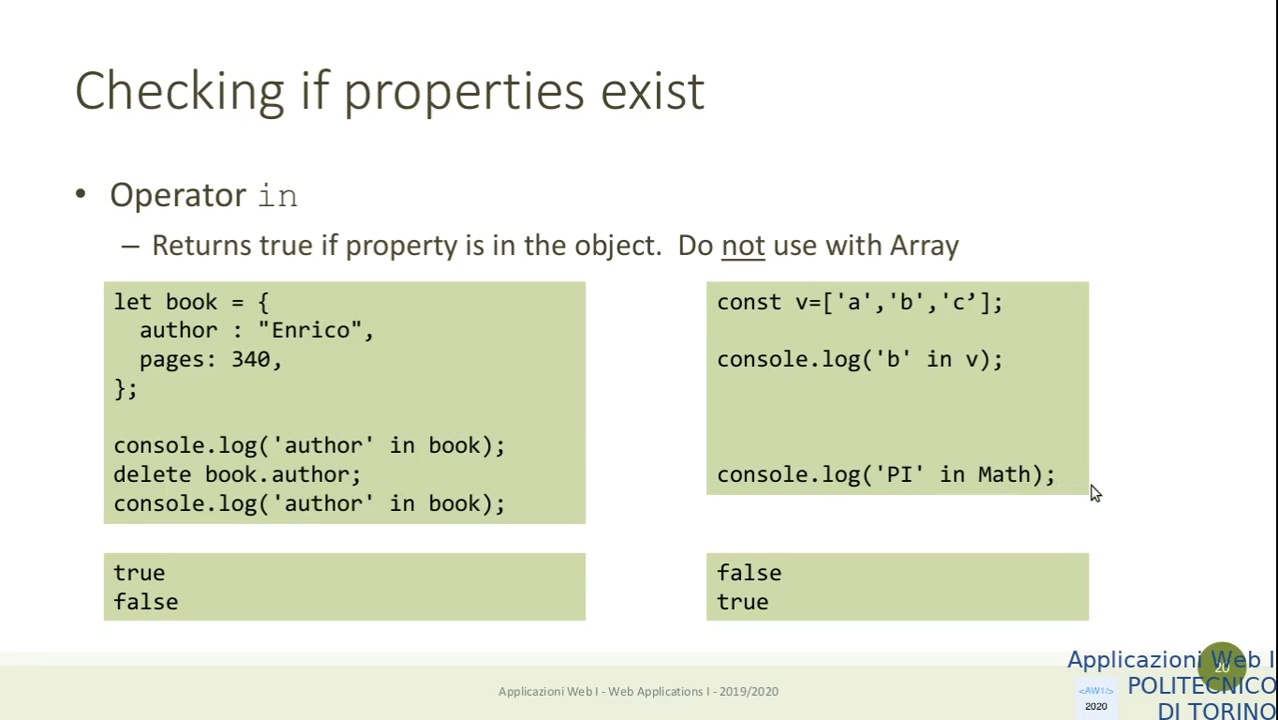 Checking if properties exist
• Operator in
– Returns true if property is in the object. Do not use with Array
let book = {
author : "Enrico",
pages: 340,
};
console.log('author' in book);
delete book.author;
console.log('author' in book);
true
false
const v=['a','b','c’];
console.log('b' in v);
console.log('PI' in Math);
false
true
Applicazioni Web I - Web Applications I - 2019/2020
20
Applicazioni Web I
POLITECNICO
DI TORINO
<AW1/>
2020